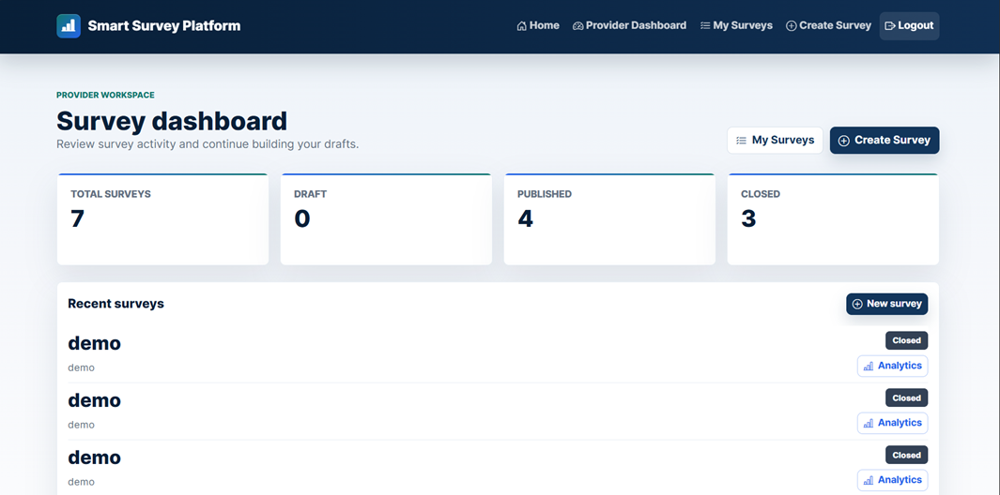 Smart Survey Platform
Home Provider Dashboard My Surveys Create Survey Logout
PROVIDER WORKSPACE
Survey dashboard
Review survey activity and continue building your drafts.
My Surveys Create Survey
TOTAL SURVEYS
7
DRAFT
0
PUBLISHED
4
CLOSED
3
Recent surveys
New survey
demo
demo
Closed
Analytics
demo
demo
Closed
Analytics
demo
demo
Closed
Analytics